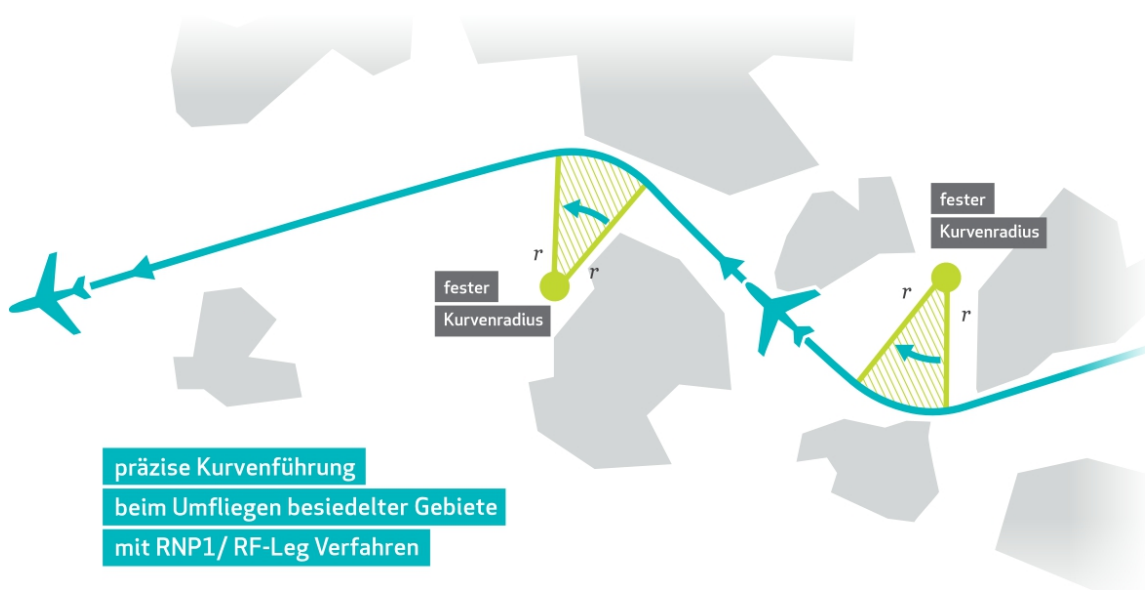 fester
Kurvenradius
r
r
fester
Kurvenradius
r
r
präzise Kurvenführung
beim Umfliegen besiedelter Gebiete
mit RNP1/ RF-Leg Verfahren